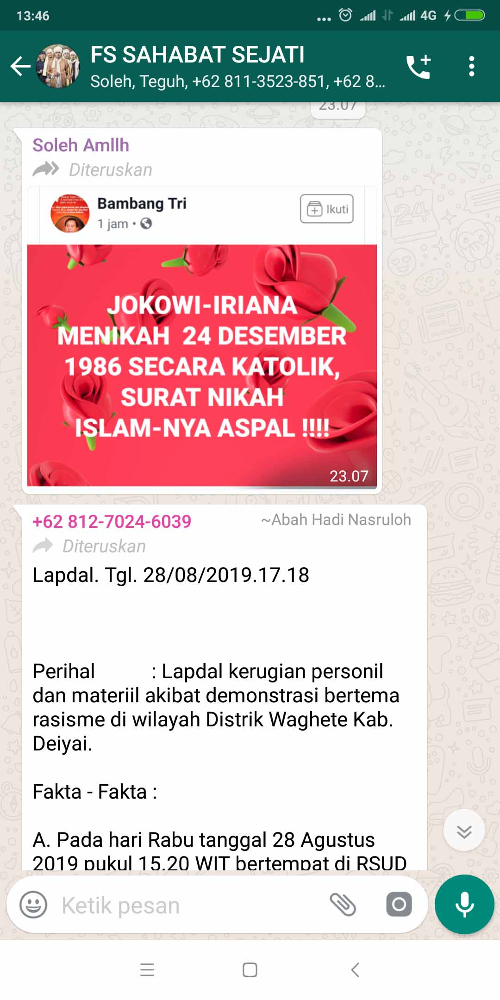 13:46
4G
FS SAHABAT SEJATI
Soleh, Teguh, +62 811-3523-851, +62 8...
23.07
Soleh Amllh
Diteruskan
Bambang Tri
Ikuti
1 jam •
JOKOWI-IRIANA
MENIKAH 24 DESEMBER
1986 SECARA KATOLIK,
SURAT NIKAH
ISLAM-NYA ASPAL !!!!
23.07
+62 812-7024-6039
~Abah Hadi Nasruloh
Diteruskan
Lapdal. Tgl. 28/08/2019.17.18
Perihal : Lapdal kerugian personil
dan materiil akibat demonstrasi bertema
rasisme di wilayah Distrik Waghete Kab.
Deiyai.
Fakta - Fakta :
A. Pada hari Rabu tanggal 28 Agustus
2019 pukul 15.20 WIT bertempat di RSUD
Ketik pesan